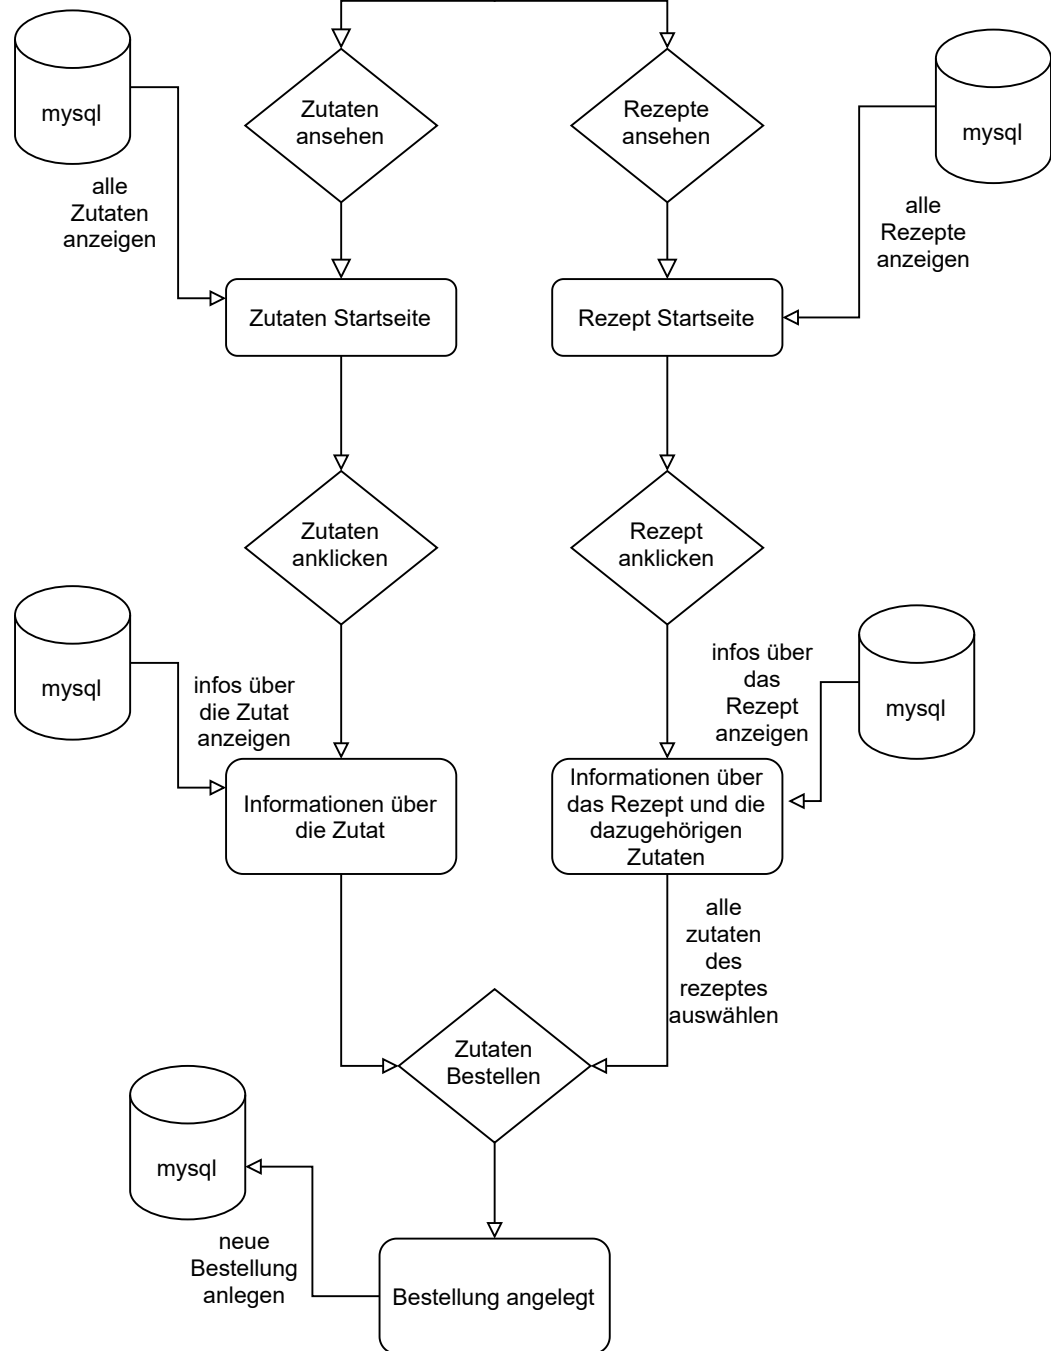 mysql
Zutaten
ansehen
Rezepte
ansehen
mysql
alle
Zutaten
anzeigen
alle
Rezepte
anzeigen
Zutaten Startseite
Rezept Startseite
Zutaten
anklicken
Rezept
anklicken
mysql
infos über
die Zutat
anzeigen
infos über
das
Rezept
anzeigen
mysql
Informationen über
die Zutat
Informationen über
das Rezept und die
dazugehörigen
Zutaten
alle
zutaten
des
rezeptes
auswählen
Zutaten
Bestellen
mysql
neue
Bestellung
anlegen
Bestellung angelegt